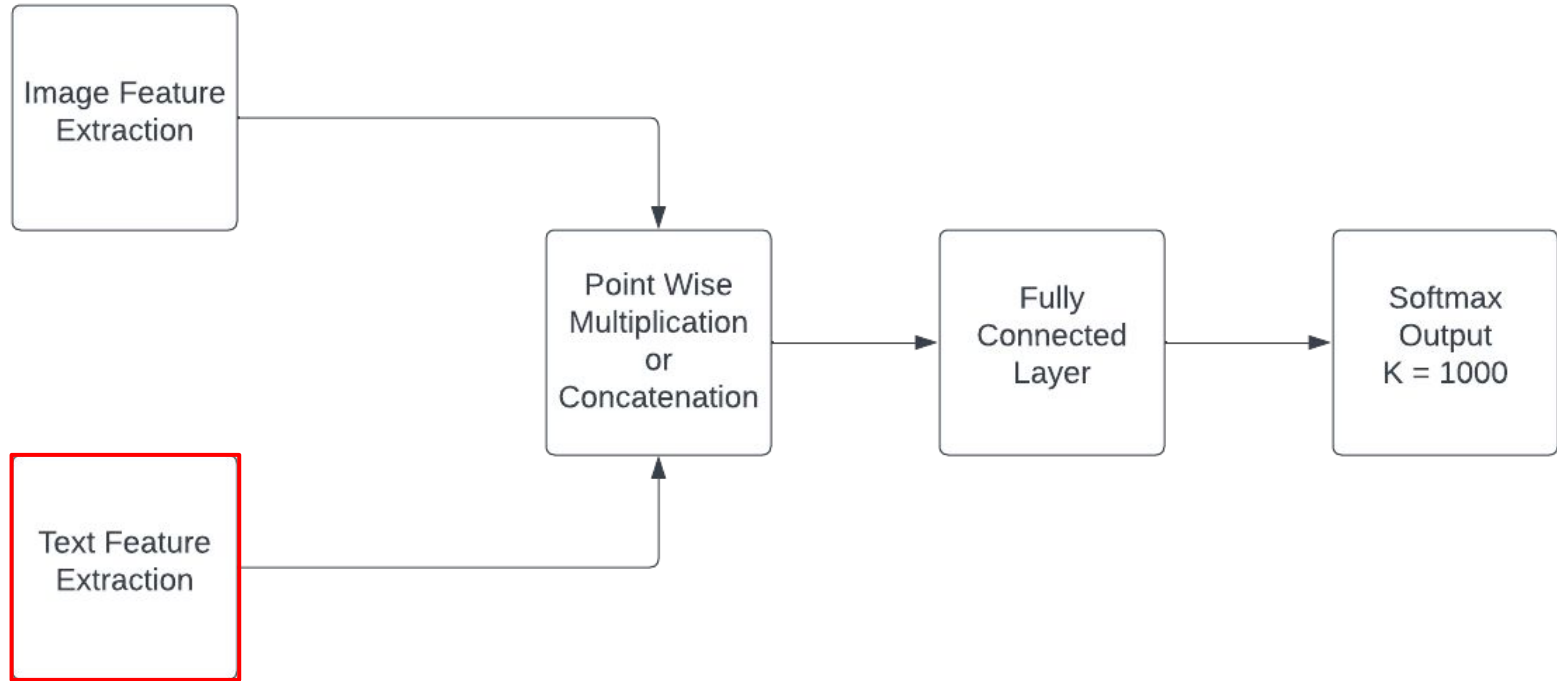 Image Feature
Extraction
Point Wise
Multiplication
or
Concatenation
Fully
Connected
Layer
Softmax
Output
K = 1000
Text Feature
Extraction